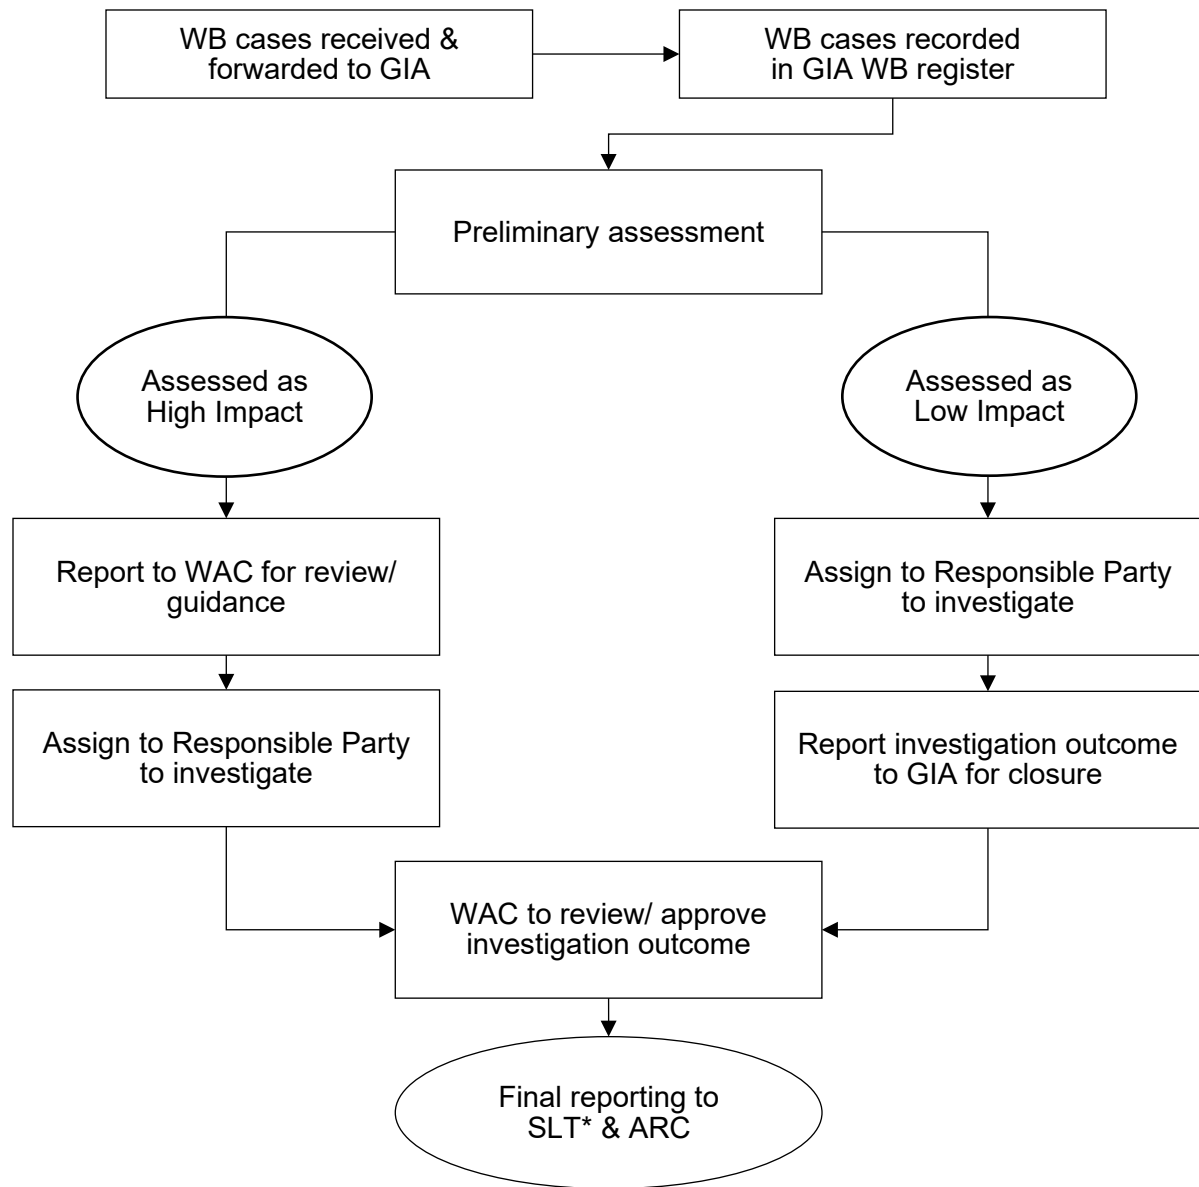 WB cases received &
forwarded to GIA
WB cases recorded
in GIA WB register
Preliminary assessment
Assessed as
High Impact
Assessed as
Low Impact
Report to WAC for review/
guidance
Assign to Responsible Party
to investigate
Assign to Responsible Party
to investigate
Report investigation outcome
to GIA for closure
WAC to review/ approve
investigation outcome
Final reporting to
SLT* & ARC